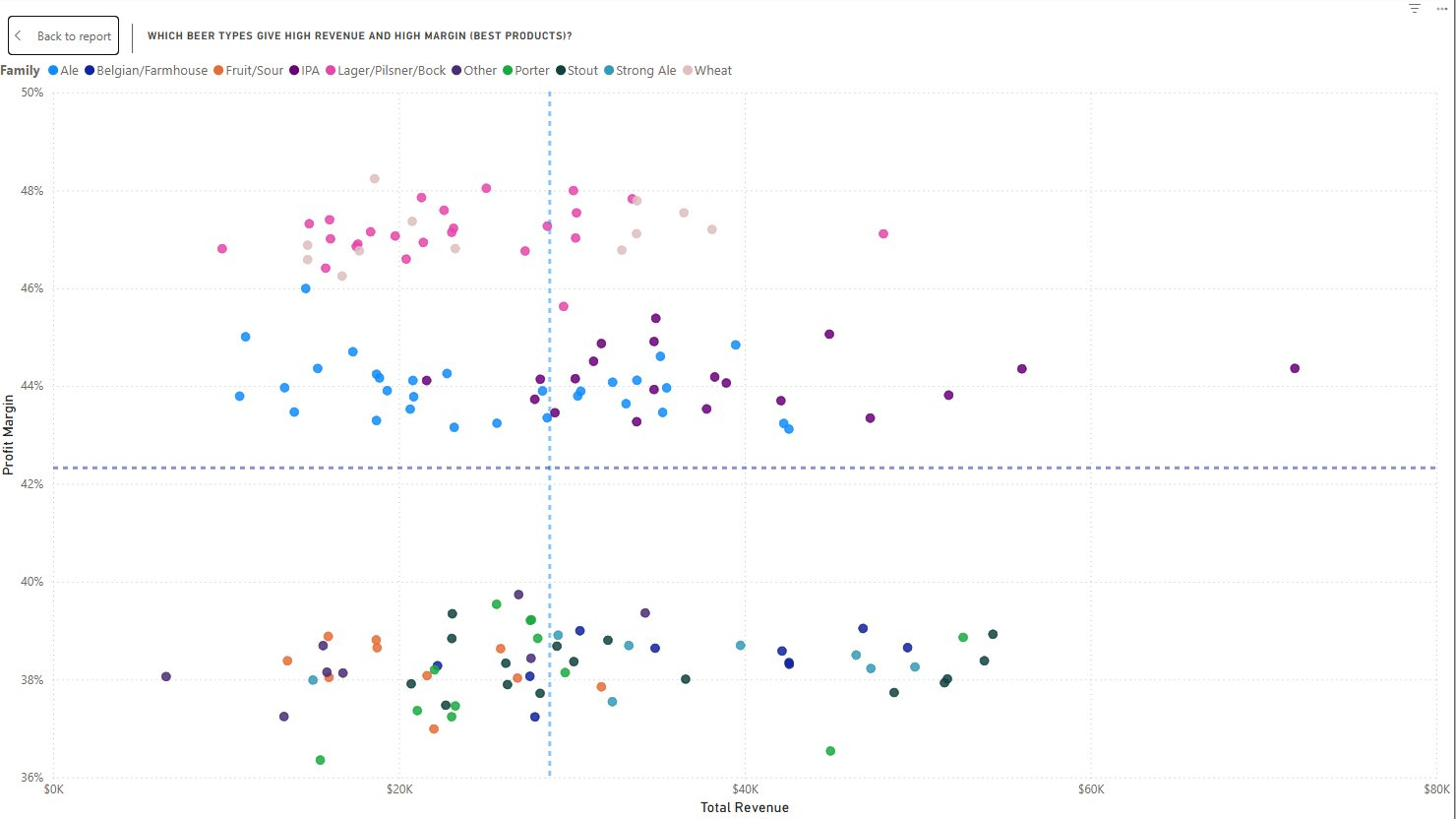 Back to report
WHICH BEER TYPES GIVE HIGH REVENUE AND HIGH MARGIN (BEST PRODUCTS)?
Family Ale Belgian/Farmhouse Fruit/Sour IPA Lager/Pilsner/Bock Other Porter Stout Strong Ale Wheat
50%
48%
46%
44%
42%
40%
38%
36%
Profit Margin
$0K $20K $40K $60K $80K
Total Revenue